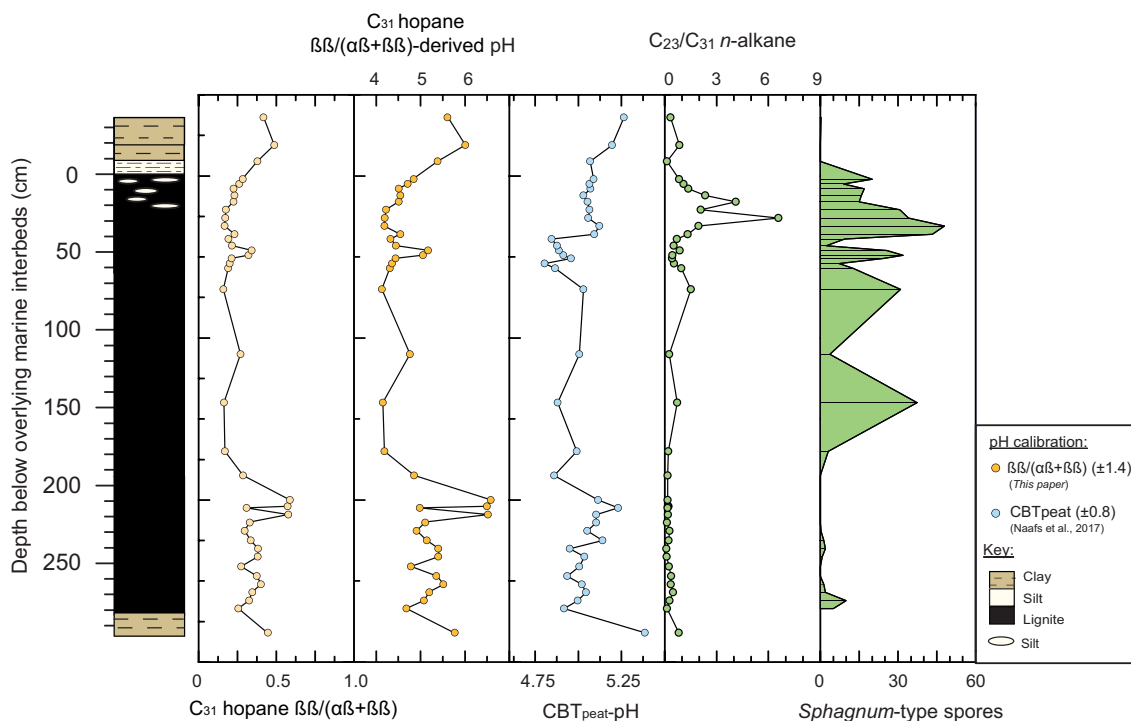 C31 hopane
ßß/(αß+ßß)-derived pH
C23/C31 n-alkane
4 5 6
0 3 6 9
Depth below overlying marine interbeds (cm)
0
50
100
150
200
250
0 0.5 1.0
4.75 5.25
0 30 60
C31 hopane ßß/(αß+ßß)
CBTpeat-pH
Sphagnum-type spores
pH calibration:
ßß/(αß+ßß) (±1.4)
(This paper)
CBTpeat (±0.8)
(Naafs et al., 2017)
Key:
Clay
Silt
Lignite
Silt